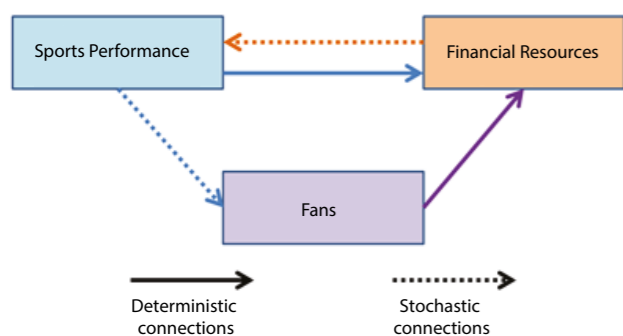 Sports Performance
Financial Resources
Fans
Deterministic
connections
Stochastic
connections